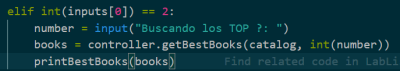 elif int(inputs[0]) == 2:
number = input("Buscando los TOP ?: ")
books = controller.getBestBooks(catalog, int(number))
printBestBooks(books) Find related code in LabLi